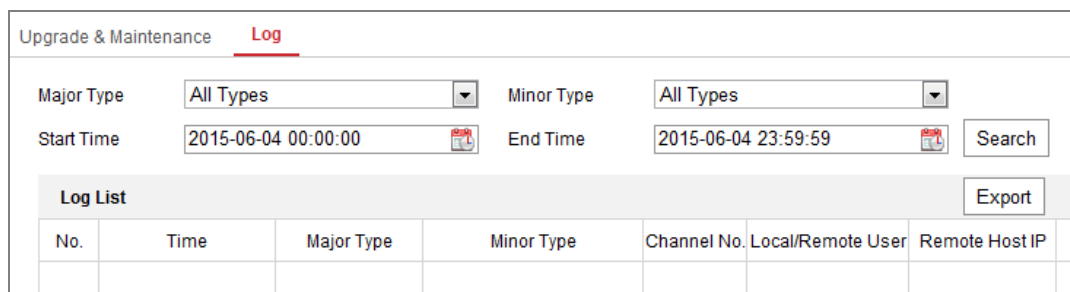 Upgrade & Maintenance Log
Major Type All Types Minor Type All Types
Start Time 2015-06-04 00:00:00 End Time 2015-06-04 23:59:59 Search
Log List Export
No. Time Major Type Minor Type Channel No. Local/Remote User Remote Host IP